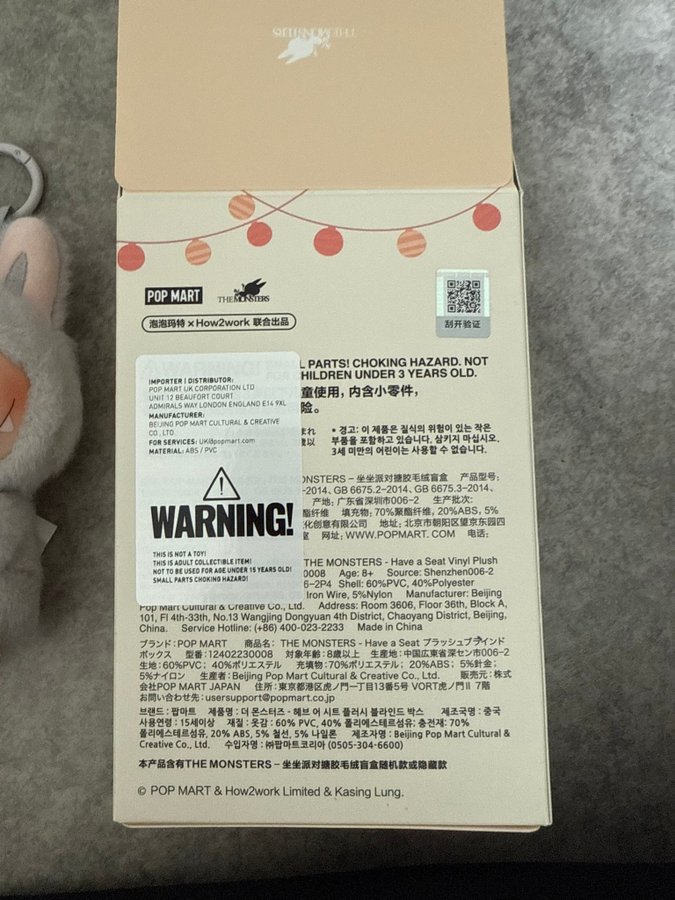 THEMONSTERS
POP MART THEMONSTERS
泡泡玛特 × How2work 联合出品
刮开验证
IMPORTER | DISTRIBUTOR:
POP MART UK CORPORATION LTD
UNIT 12 BEAUFORT COURT
ADMIRALS WAY LONDON ENGLAND E14 9XL
MANUFACTURER:
BEIJING POP MART CULTURAL & CREATIVE
CO., LTD
FOR SERVICES: UK@popmart.com
MATERIAL: ABS / PVC
WARNING!
THIS IS NOT A TOY!
THIS IS ADULT COLLECTIBLE ITEM!
NOT TO BE USED FOR AGE UNDER 15 YEARS OLD!
SMALL PARTS CHOKING HAZARD!
L PARTS! CHOKING HAZARD. NOT
FOR CHILDREN UNDER 3 YEARS OLD.
童使用，内含小零件，
险。
* 경고: 이 제품은 질식의 위험이 있는 작은
부품을 포함하고 있습니다. 삼키지 마십시오.
3세 미만의 어린이는 사용할 수 없습니다.
MONSTERS - 坐坐派对搪胶毛绒盲盒 产品型号:
-2014、GB 6675.2-2014、GB 6675.3-2014、
产地: 广东省深圳市006-2 生产批次:
酯纤维 填充物: 70%聚酯纤维, 20%ABS, 5%
化创意有限公司 地址: 北京市朝阳区望京东园四
室 网址: WWW.POPMART.COM 电话:
THE MONSTERS - Have a Seat Vinyl Plush
0008 Age: 8+ Source: Shenzhen006-2
6-2P4 Shell: 60%PVC, 40%Polyester
Iron Wire, 5%Nylon Manufacturer: Beijing
Pop Mart Cultural & Creative Co., Ltd. Address: Room 3606, Floor 36th, Block A,
101, Fl 4th-33th, No.13 Wangjing Dongyuan 4th District, Chaoyang District, Beijing,
China. Service Hotline: (+86) 400-023-2233 Made in China
ブランド: POP MART 商品名: THE MONSTERS - Have a Seat プラッシュブラインド
ボックス 型番: 12402230008 対象年齢: 8歳以上 生産地: 中国広東省深セン市006-2
生地: 60%PVC; 40%ポリエステル 充填物: 70%ポリエステル; 20%ABS; 5%針金;
5%ナイロン 生産者: Beijing Pop Mart Cultural & Creative Co., Ltd. 販売元: 株式
会社POP MART JAPAN 住所: 東京都港区虎ノ門一丁目13番5号 VORT虎ノ門II 7階
お問い合わせ先: usersupport@popmart.co.jp
브랜드 : 팝마트 제품명 : 더 몬스터즈 - 헤브 어 시트 플러시 블라인드 박스 제조국명 : 중국
사용연령 : 15세이상 재질 : 옷감 : 60% PVC, 40% 폴리에스테르섬유; 충전재: 70%
폴리에스테르섬유, 20% ABS, 5% 철선, 5% 나일론 제조자명 : Beijing Pop Mart Cultural &
Creative Co., Ltd. 수입자명 : ㈜팝마트코리아 (0505-304-6600)
本产品含有THE MONSTERS - 坐坐派对搪胶毛绒盲盒随机款或隐藏款
© POP MART & How2work Limited & Kasing Lung.